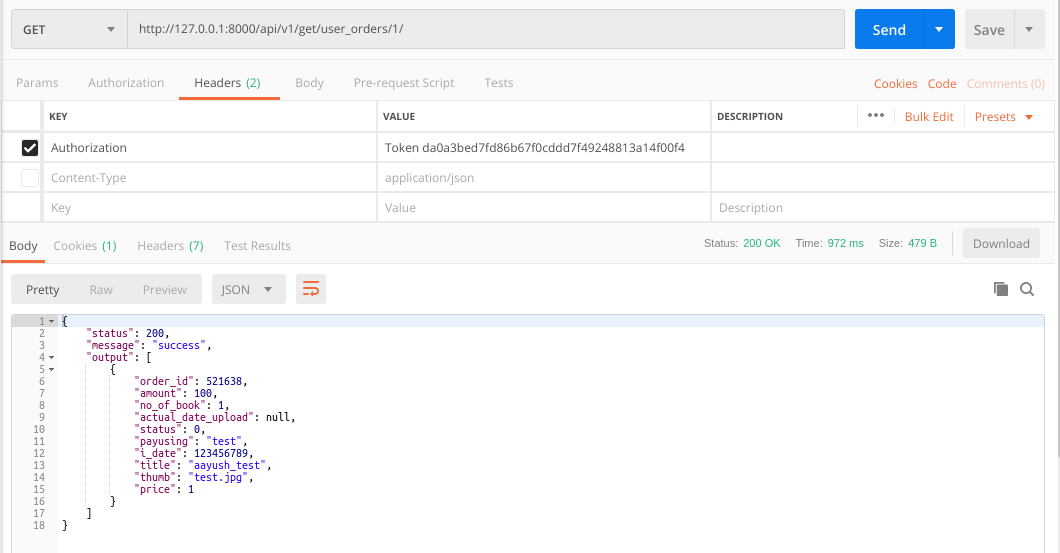 GET http://127.0.0.1:8000/api/v1/get/user_orders/1/ Send Save
Params Authorization Headers (2) Body Pre-request Script Tests Cookies Code Comments (0)
KEY VALUE DESCRIPTION ••• Bulk Edit Presets
Authorization Token da0a3bed7fd86b67f0cddd7f49248813a14f00f4
Content-Type application/json
Key Value Description
Body Cookies (1) Headers (7) Test Results Status: 200 OK Time: 972 ms Size: 479 B Download
Pretty Raw Preview JSON
1 {
2 "status": 200,
3 "message": "success",
4 "output": [
5 {
6 "order_id": 521638,
7 "amount": 100,
8 "no_of_book": 1,
9 "actual_date_upload": null,
10 "status": 0,
11 "payusing": "test",
12 "i_date": 123456789,
13 "title": "aayush_test",
14 "thumb": "test.jpg",
15 "price": 1
16 }
17 ]
18 }